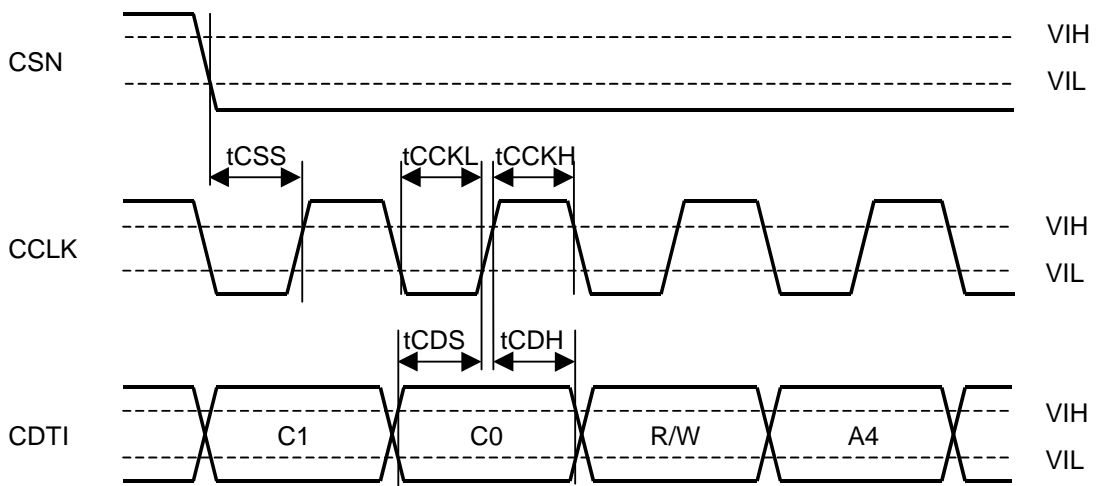 CSN
VIH
VIL
tCSS
tCCKL
tCCKH
CCLK
VIH
VIL
tCDS
tCDH
CDTI
C1
C0
R/W
A4
VIH
VIL